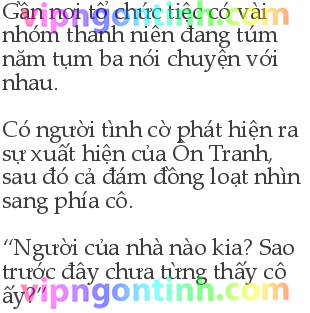 Gần nơi tổ chức tiệc có vài
nhóm thanh niên đang túm
năm tụm ba nói chuyện với
nhau.
Có người tình cờ phát hiện ra
sự xuất hiện của Ôn Tranh,
sau đó cả đám đồng loạt nhìn
sang phía cô.
“Người của nhà nào kia? Sao
trước đây chưa từng thấy cô
ấy?”
vipngontinh.com
vipngontinh.com